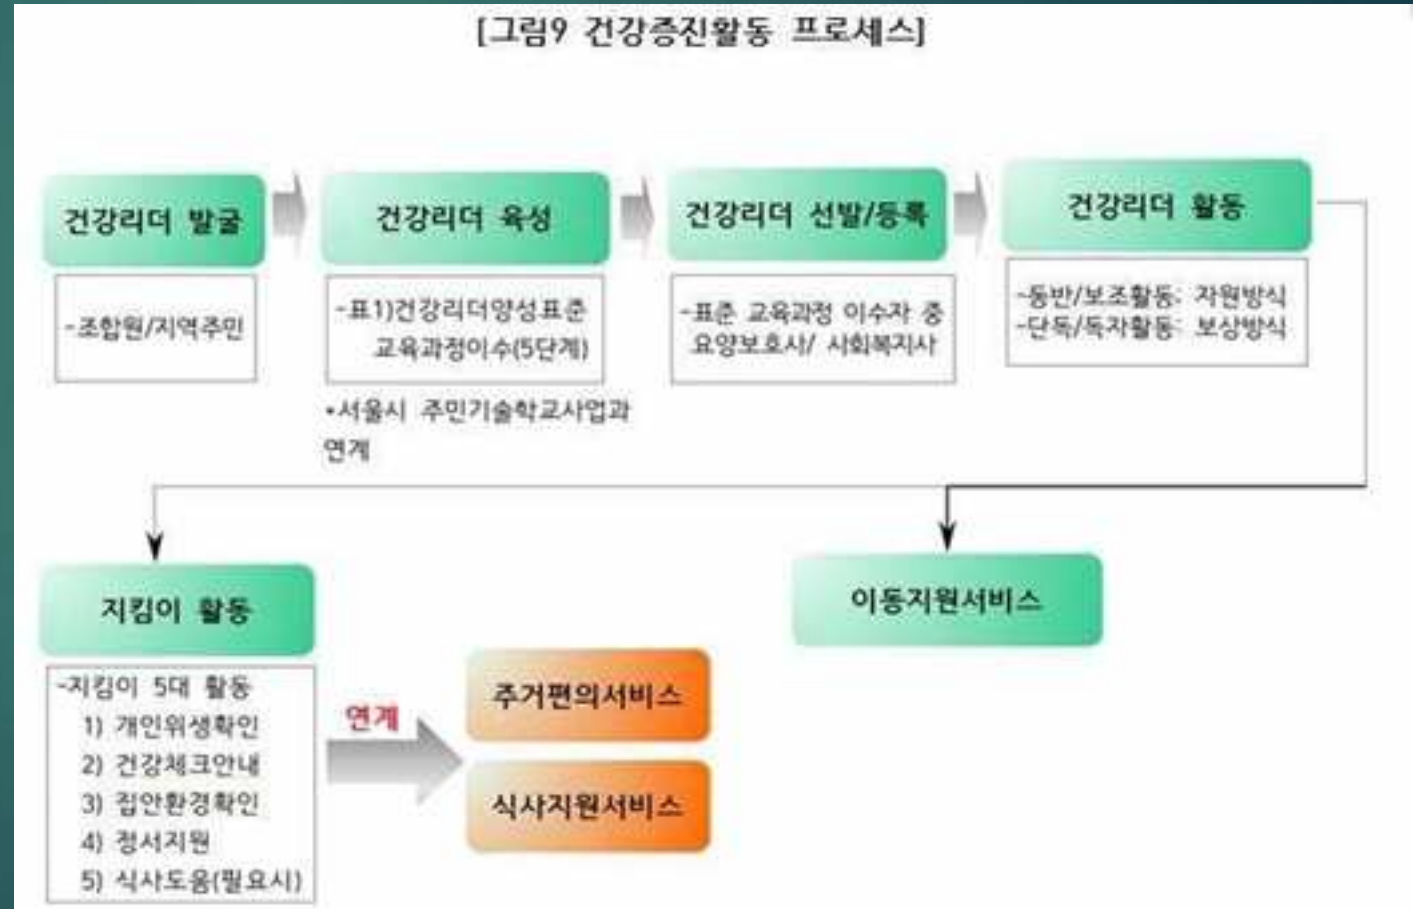 [그림9 건강증진활동 프로세스]
건강리더 발굴
-조합원/지역주민
건강리더 육성
-표1)건강리더양성표준
교육과정이수(5단계)
•서울시 주민기술학교사업과
연계
건강리더 선발/등록
-표준 교육과정 이수자 중
요양보호사/ 사회복지사
건강리더 활동
-동반/보조활동: 자원방식
-단독/독자활동: 보상방식
지킴이 활동
-지킴이 5대 활동
1) 개인위생확인
2) 건강체크안내
3) 집안환경확인
4) 정서지원
5) 식사도움(필요시)
연계
주거편의서비스
식사지원서비스
이동지원서비스